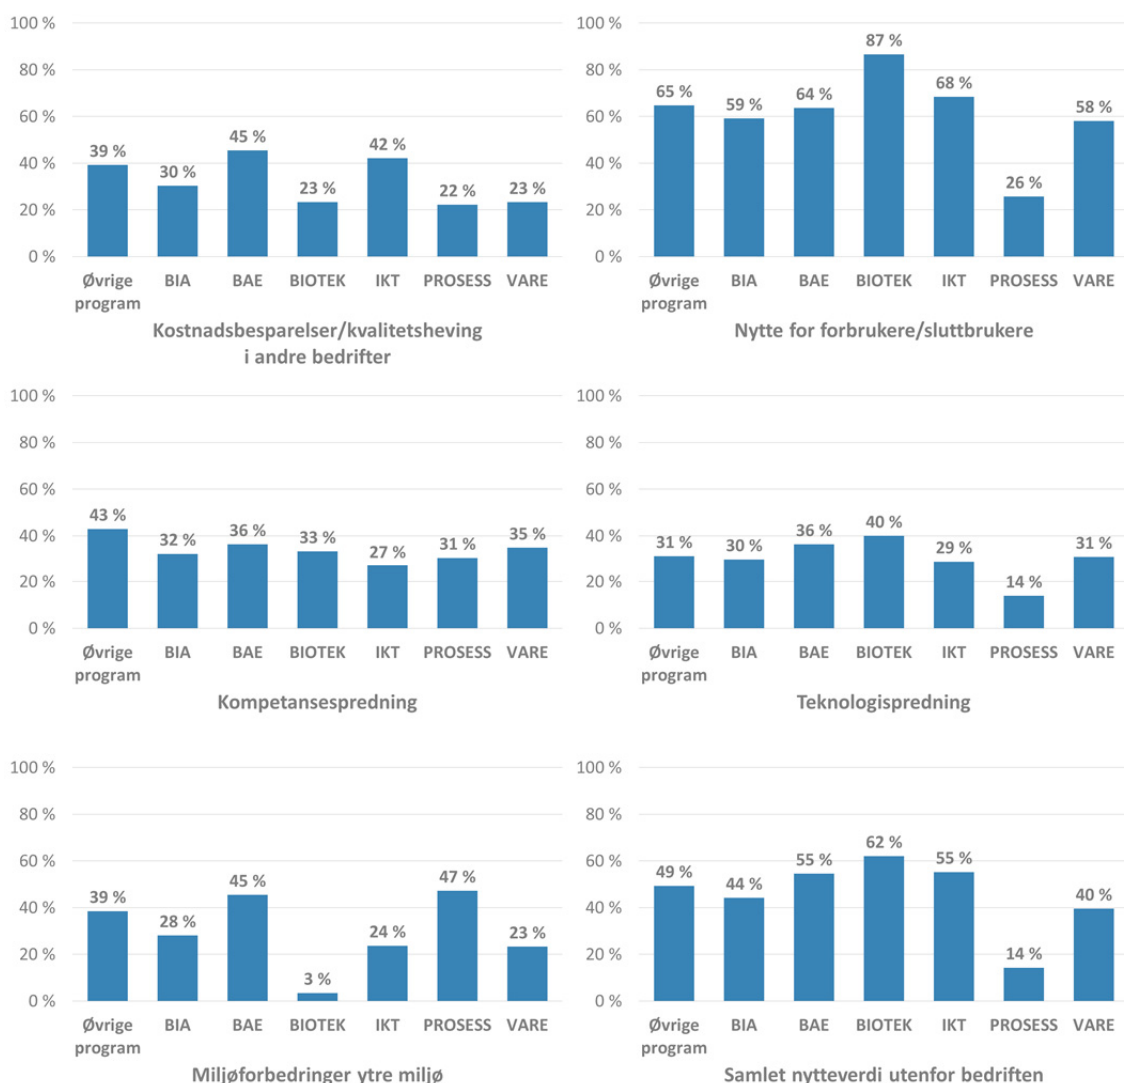 100 %
80 %
60 %
40 %
20 %
0 %
39 %
30 %
45 %
23 %
42 %
22 %
23 %
Øvrige program
BIA
BAE
BIOTEK
IKT
PROSESS
VARE
Kostnadsbesparelser/kvalitetsheving
i andre bedrifter
100 %
80 %
60 %
40 %
20 %
0 %
65 %
59 %
64 %
87 %
68 %
26 %
58 %
Øvrige program
BIA
BAE
BIOTEK
IKT
PROSESS
VARE
Nytte for forbrukere/sluttbrukere
100 %
80 %
60 %
40 %
20 %
0 %
43 %
32 %
36 %
33 %
27 %
31 %
35 %
Øvrige program
BIA
BAE
BIOTEK
IKT
PROSESS
VARE
Kompetansespredning
100 %
80 %
60 %
40 %
20 %
0 %
31 %
30 %
36 %
40 %
29 %
14 %
31 %
Øvrige program
BIA
BAE
BIOTEK
IKT
PROSESS
VARE
Teknologispredning
100 %
80 %
60 %
40 %
20 %
0 %
39 %
28 %
45 %
3 %
24 %
47 %
23 %
Øvrige program
BIA
BAE
BIOTEK
IKT
PROSESS
VARE
Miljøforbedringer ytre miljø
100 %
80 %
60 %
40 %
20 %
0 %
49 %
44 %
55 %
62 %
55 %
14 %
40 %
Øvrige program
BIA
BAE
BIOTEK
IKT
PROSESS
VARE
Samlet nytteverdi utenfor bedriften